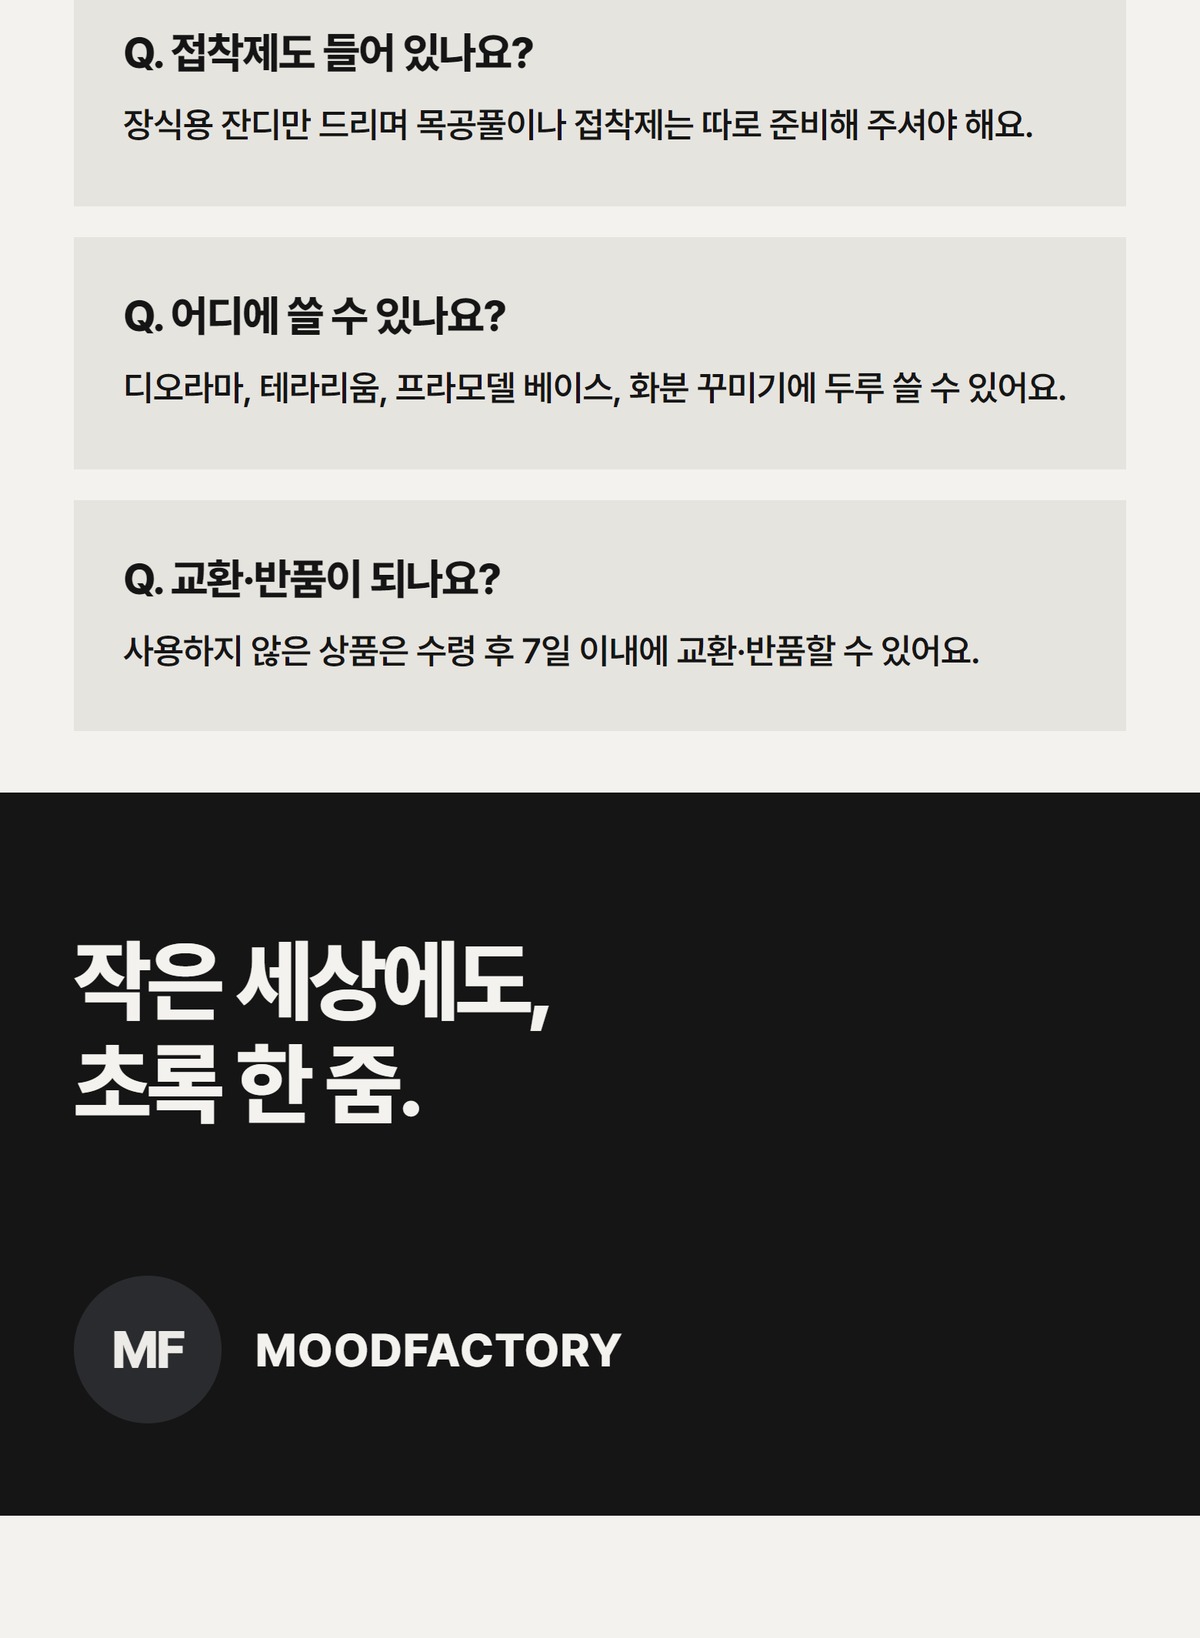 Q. 접착제도 들어 있나요?
장식용 잔디만 드리며 목공풀이나 접착제는 따로 준비해 주셔야 해요.
Q. 어디에 쓸 수 있나요?
디오라마, 테라리움, 프라모델 베이스, 화분 꾸미기에 두루 쓸 수 있어요.
Q. 교환·반품이 되나요?
사용하지 않은 상품은 수령 후 7일 이내에 교환·반품할 수 있어요.
작은 세상에도,
초록 한 줌.
MF MOODFACTORY